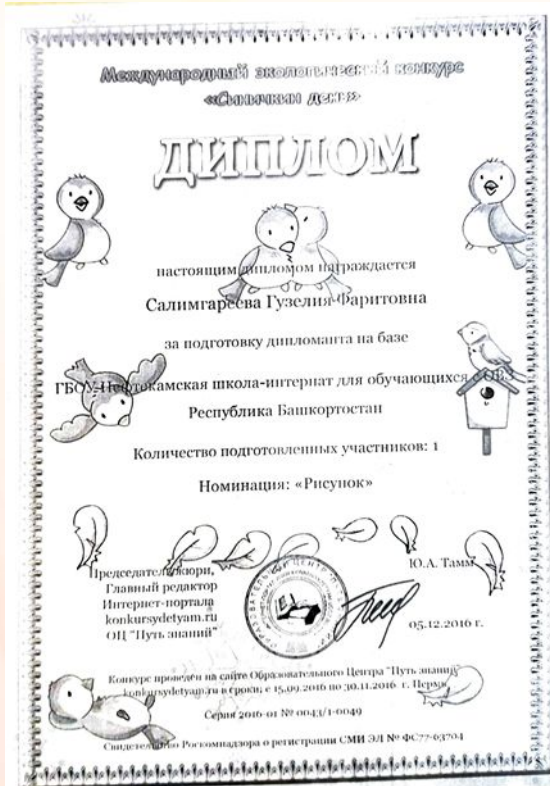 Международный экологический конкурс
«Синичкин день»
ДИПЛОМ
настоящим дипломом награждается
Салимгареева Гузелия Фаритовна
за подготовку дипломанта на базе
ГБОУ Нефтекамская школа-интернат для обучающихся с ОВЗ
Республика Башкортостан
Количество подготовленных участников: 1
Номинация: «Рисунок»
Председатель жюри,
Главный редактор
Интернет-портала
konkursydetyam.ru
ОЦ "Путь знаний"
Ю.А. Тамм
05.12.2016 г.
Конкурс проведён на сайте Образовательного Центра "Путь знаний"
konkursydetyam.ru в сроки: с 15.09.2016 по 30.11.2016 г. Пермь
Серия 2016-01 № 0043/1-0049
Свидетельство Роскомнадзора о регистрации СМИ ЭЛ № ФС77-63704